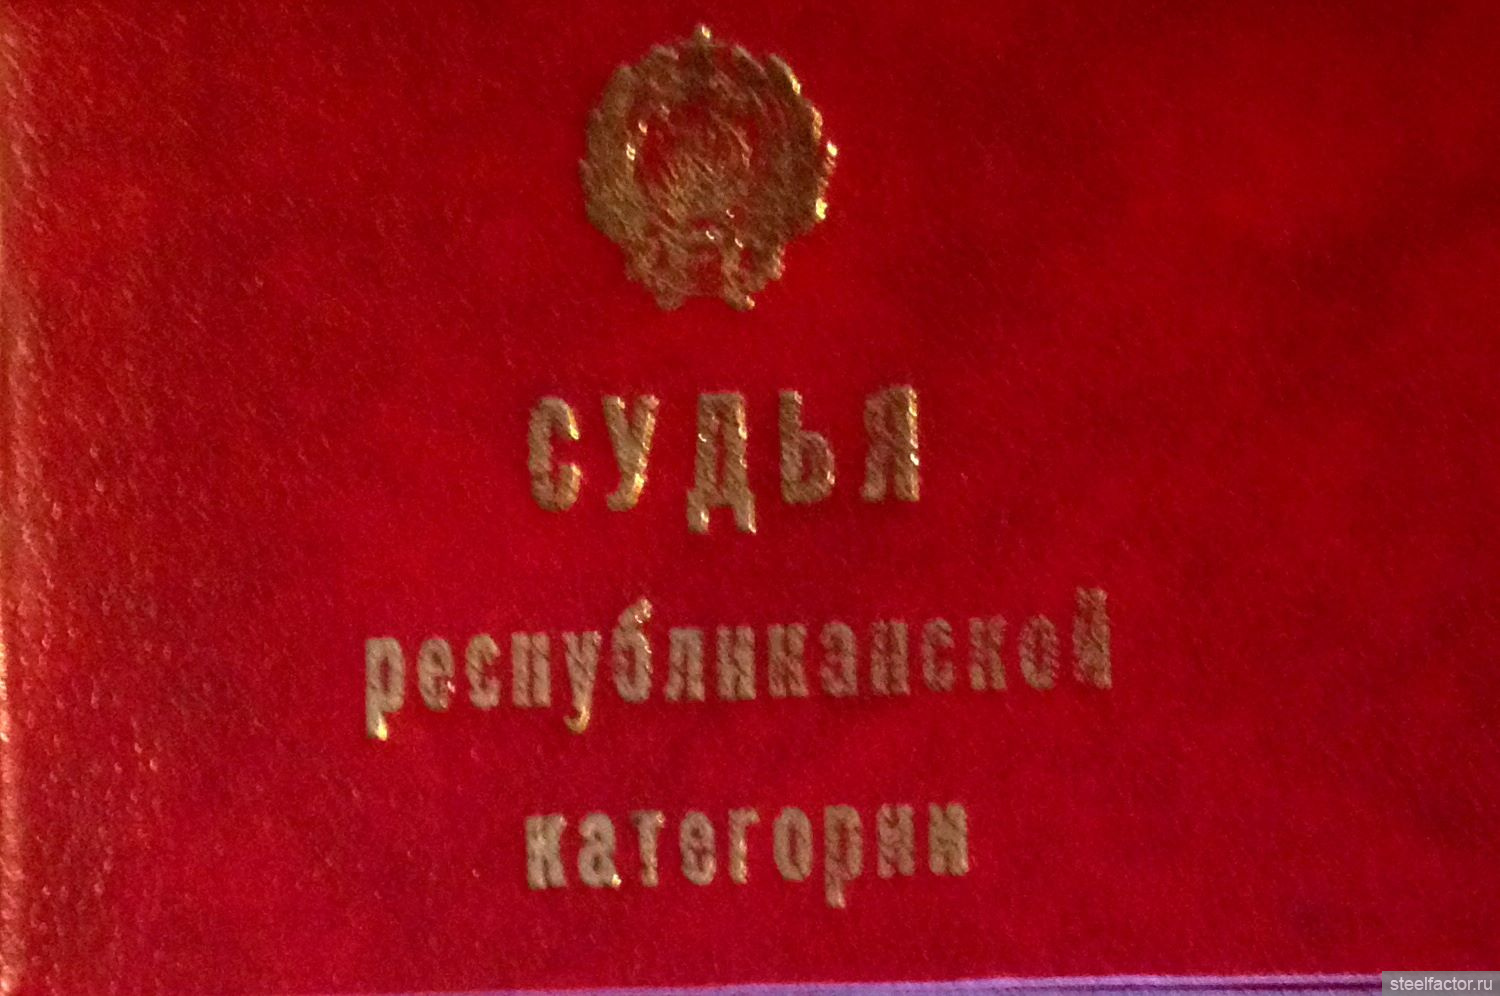 СУДЬЯ
республиканской
категории
steelfactor.ru